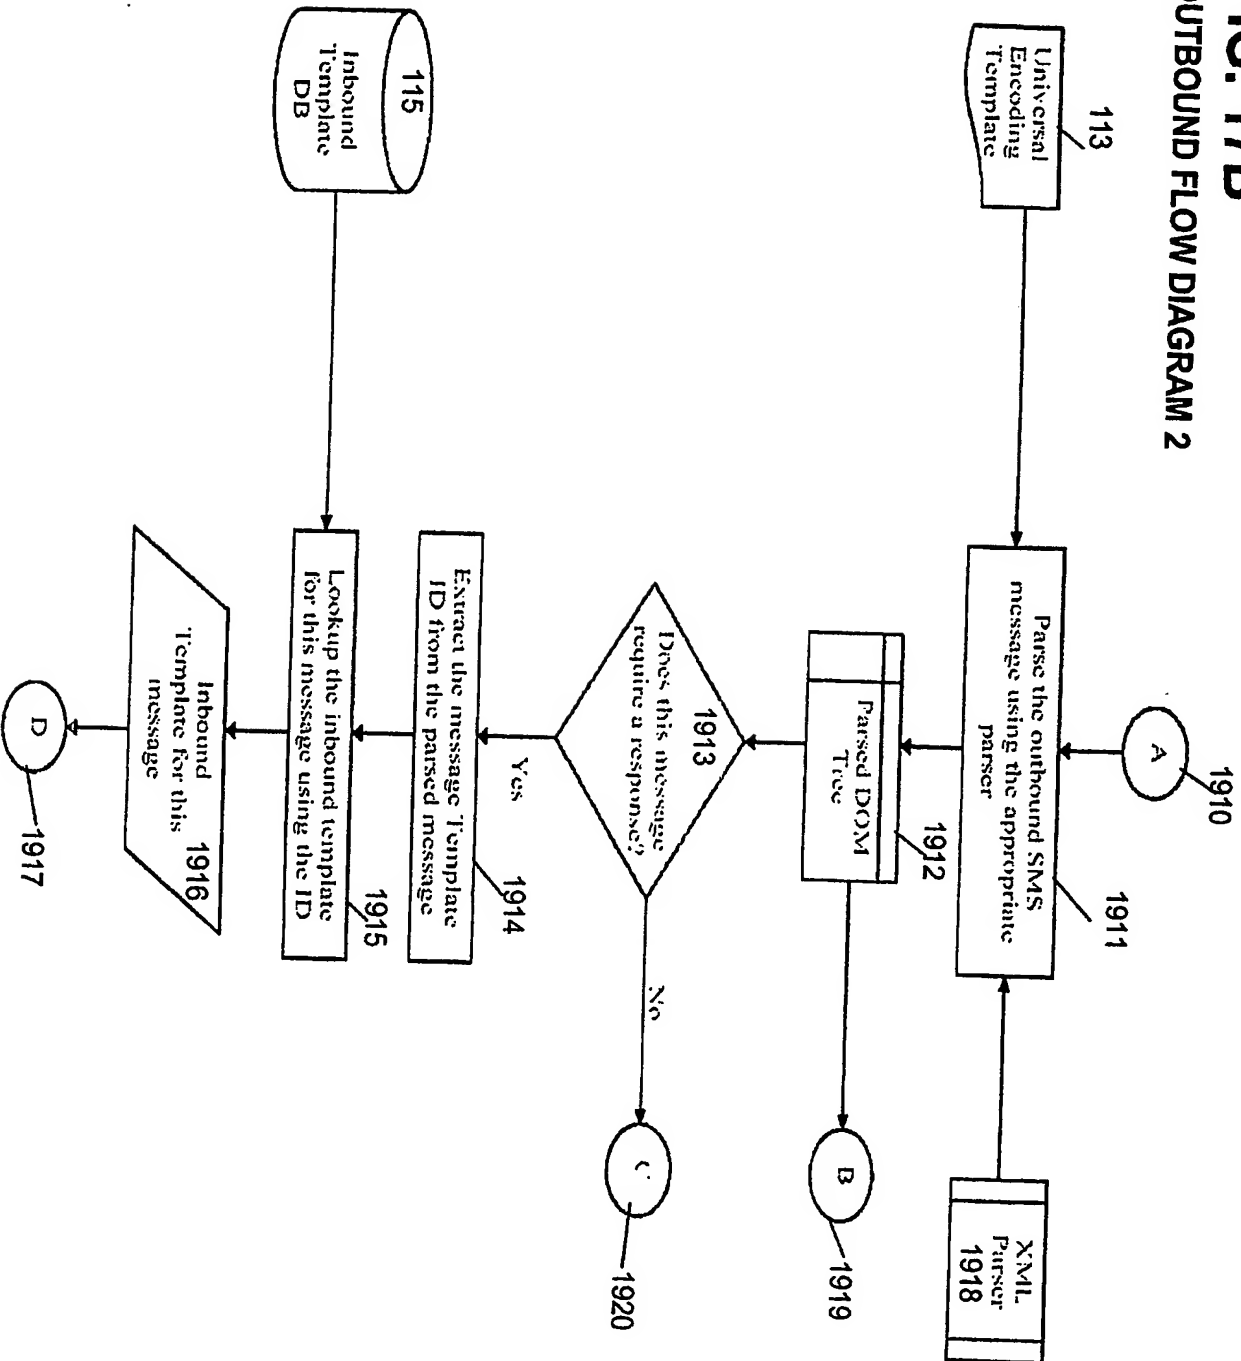 17B
OUTBOUND FLOW DIAGRAM 2
A
1910
113
Universal
Encoding
Template
Parse the outbound SMS
message using the appropriate
parser
1911
XML
Parser
1918
Parsed DOM
Tree
1912
B
1919
1913
Does this message
require a response?
No
C
1920
Yes
Extract the message Template
ID from the parsed message
1914
115
Inbound
Template
DB
Lookup the inbound template
for this message using the ID
1915
Inbound
Template for this
message
1916
D
1917